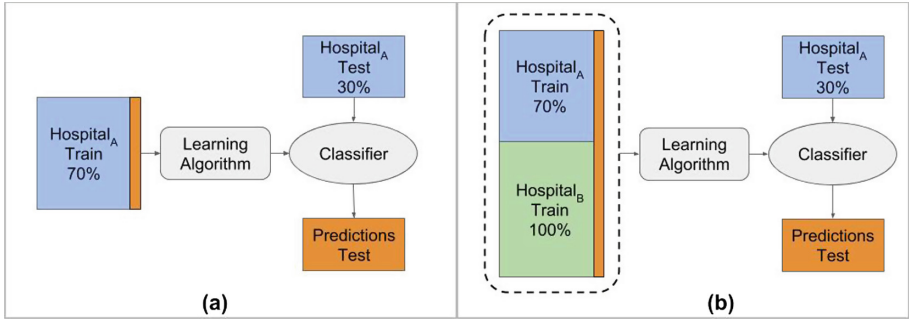 Hospital_A
Train
70%
Learning
Algorithm
Hospital_A
Test
30%
Classifier
Predictions
Test
(a)
Hospital_A
Train
70%
Hospital_B
Train
100%
Learning
Algorithm
Hospital_A
Test
30%
Classifier
Predictions
Test
(b)